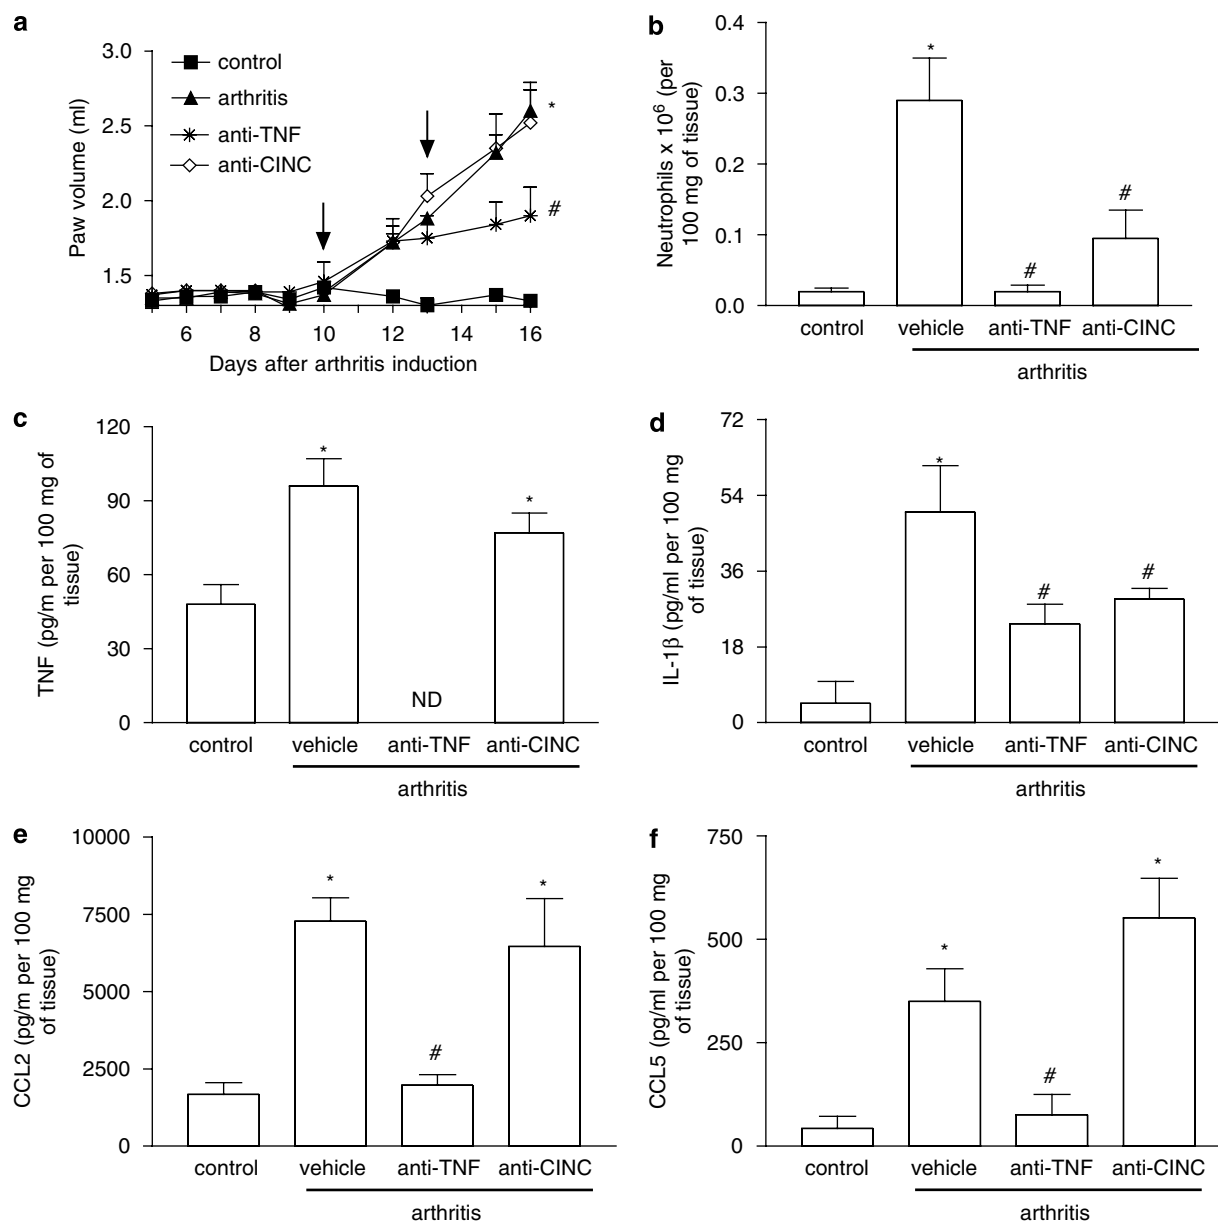 a
3.0
2.5
2.0
1.5
Paw volume (ml)
control
arthritis
anti-TNF
anti-CINC
*
#
6 8 10 12 14 16
Days after arthritis induction
b
0.4
0.3
0.2
0.1
0.0
Neutrophils x 10⁶ (per
100 mg of tissue)
*
#
#
control vehicle anti-TNF anti-CINC
arthritis
c
120
90
60
30
0
TNF (pg/m per 100 mg of
tissue)
*
*
ND
control vehicle anti-TNF anti-CINC
arthritis
d
72
54
36
18
0
IL-1β (pg/ml per 100 mg
of tissue)
*
#
#
control vehicle anti-TNF anti-CINC
arthritis
e
10000
7500
5000
2500
0
CCL2 (pg/m per 100 mg
of tissue)
*
#
*
control vehicle anti-TNF anti-CINC
arthritis
f
750
500
250
0
CCL5 (pg/ml per 100 mg
of tissue)
*
#
*
control vehicle anti-TNF anti-CINC
arthritis